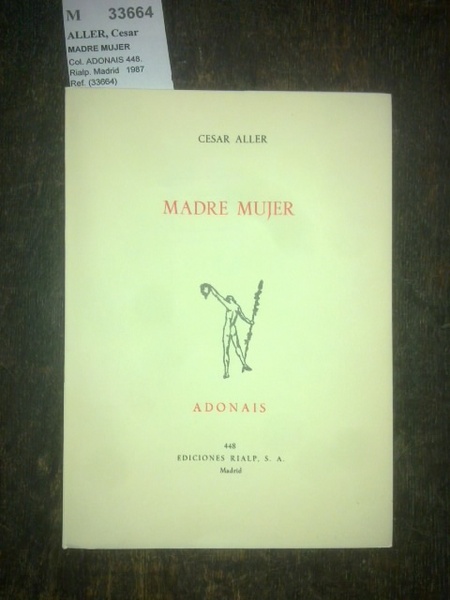 M 33664
ALLER, Cesar
MADRE MUJER
Col. ADONAIS 448.
Rialp. Madrid 1987
Ref. (33664)
CESAR ALLER
MADRE MUJER
ADONAIS
448
EDICIONES RIALP, S. A.
Madrid